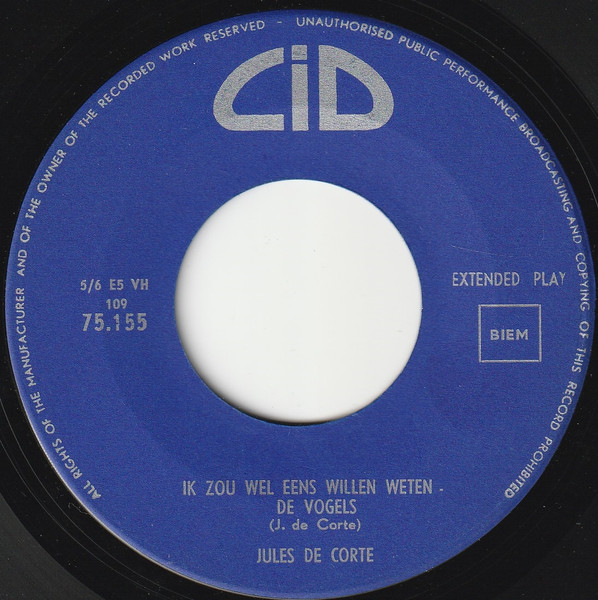 ALL RIGHTS OF THE MANUFACTURER AND OF THE OWNER OF THE RECORDED WORK RESERVED - UNAUTHORISED PUBLIC PERFORMANCE BROADCASTING AND COPYING OF THIS RECORD PROHIBITED
CiD
5/6 E5 VH
109
75.155
EXTENDED PLAY
BIEM
IK ZOU WEL EENS WILLEN WETEN -
DE VOGELS
(J. de Corte)
JULES DE CORTE